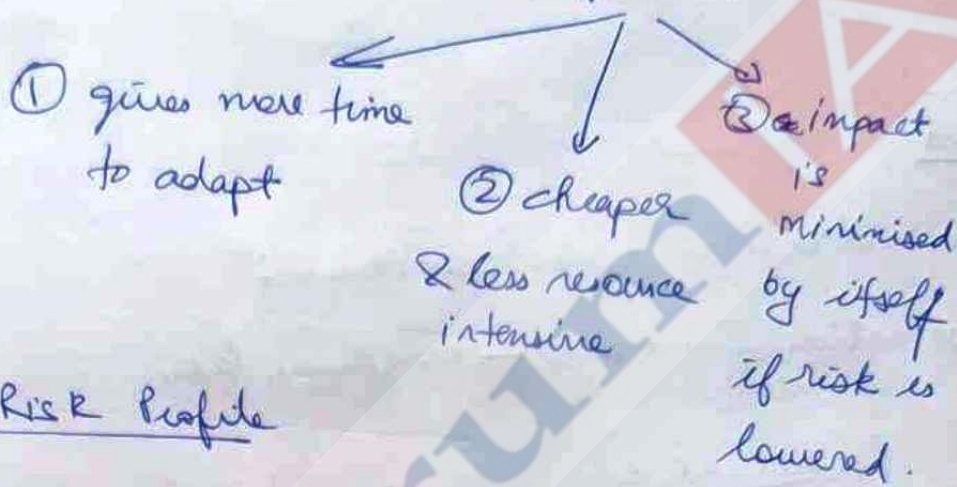 ① gives more time
to adapt
② cheaper
& less resource
intensive
③ impact
is
minimised
by itself
if risk is
lowered.
Risk Profile
um
A